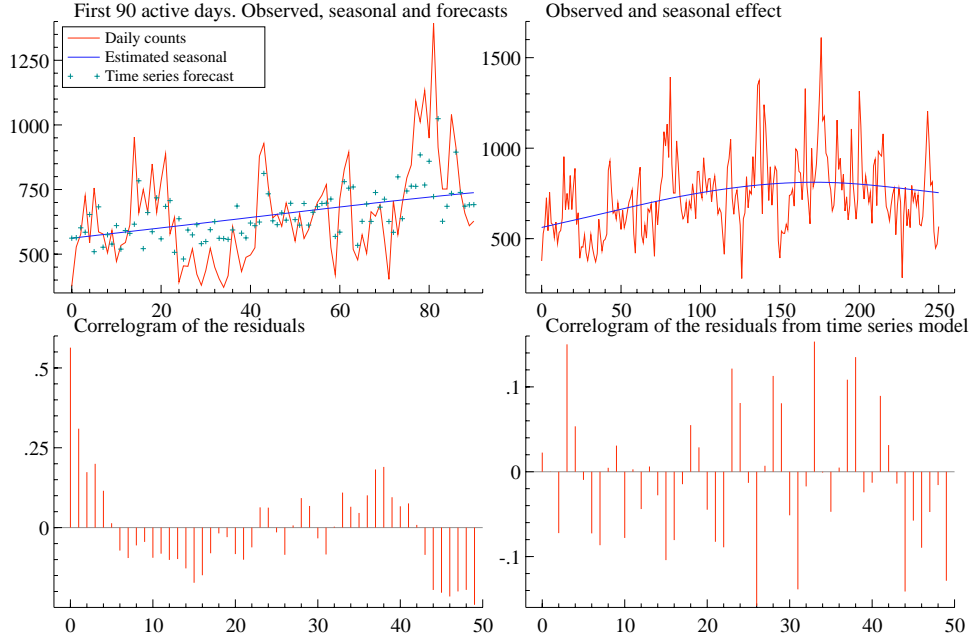 First 90 active days. Observed, seasonal and forecasts
Daily counts
Estimated seasonal
Time series forecast
1250
1000
750
500
0 20 40 60 80
Observed and seasonal effect
1500
1000
500
0 50 100 150 200 250
Correlogram of the residuals
.5
.25
0
0 10 20 30 40 50
Correlogram of the residuals from time series model
.1
0
-.1
0 10 20 30 40 50